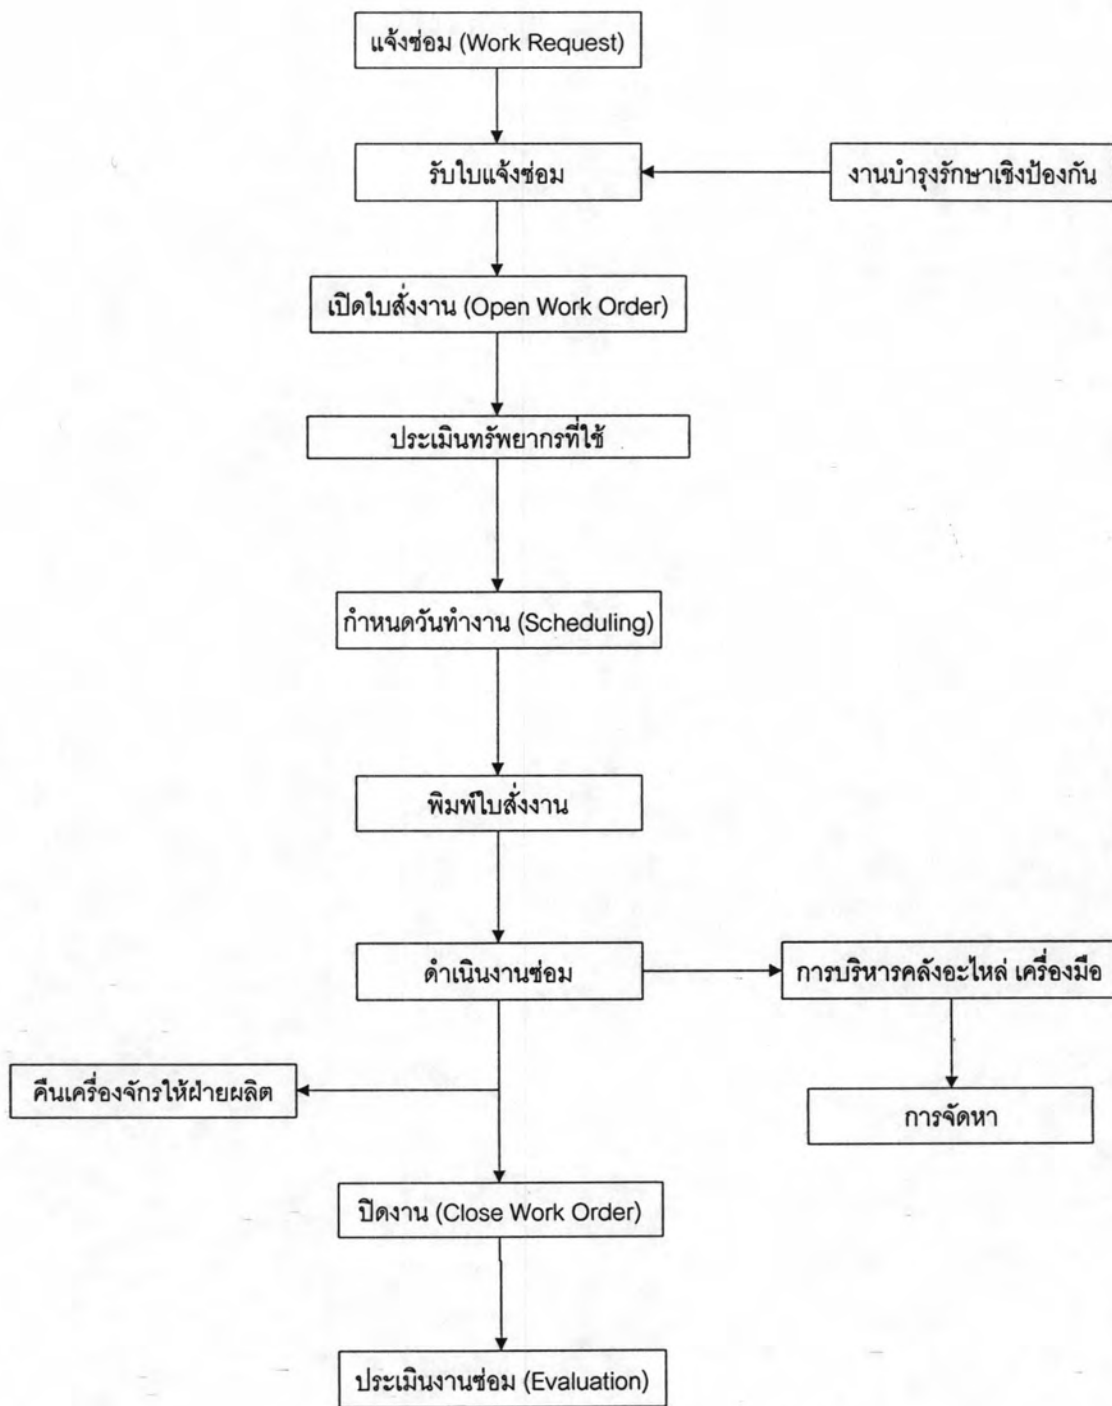 แจ้งซ่อม (Work Request)
รับใบแจ้งซ่อม
งานบำรุงรักษาเชิงป้องกัน
เปิดใบสั่งงาน (Open Work Order)
ประเมินทรัพยากรที่ใช้
กำหนดวันทำงาน (Scheduling)
พิมพ์ใบสั่งงาน
ดำเนินงานซ่อม
การบริหารคลังอะไหล่ เครื่องมือ
คืนเครื่องจักรให้ฝ่ายผลิต
การจัดหา
ปิดงาน (Close Work Order)
ประเมินงานซ่อม (Evaluation)